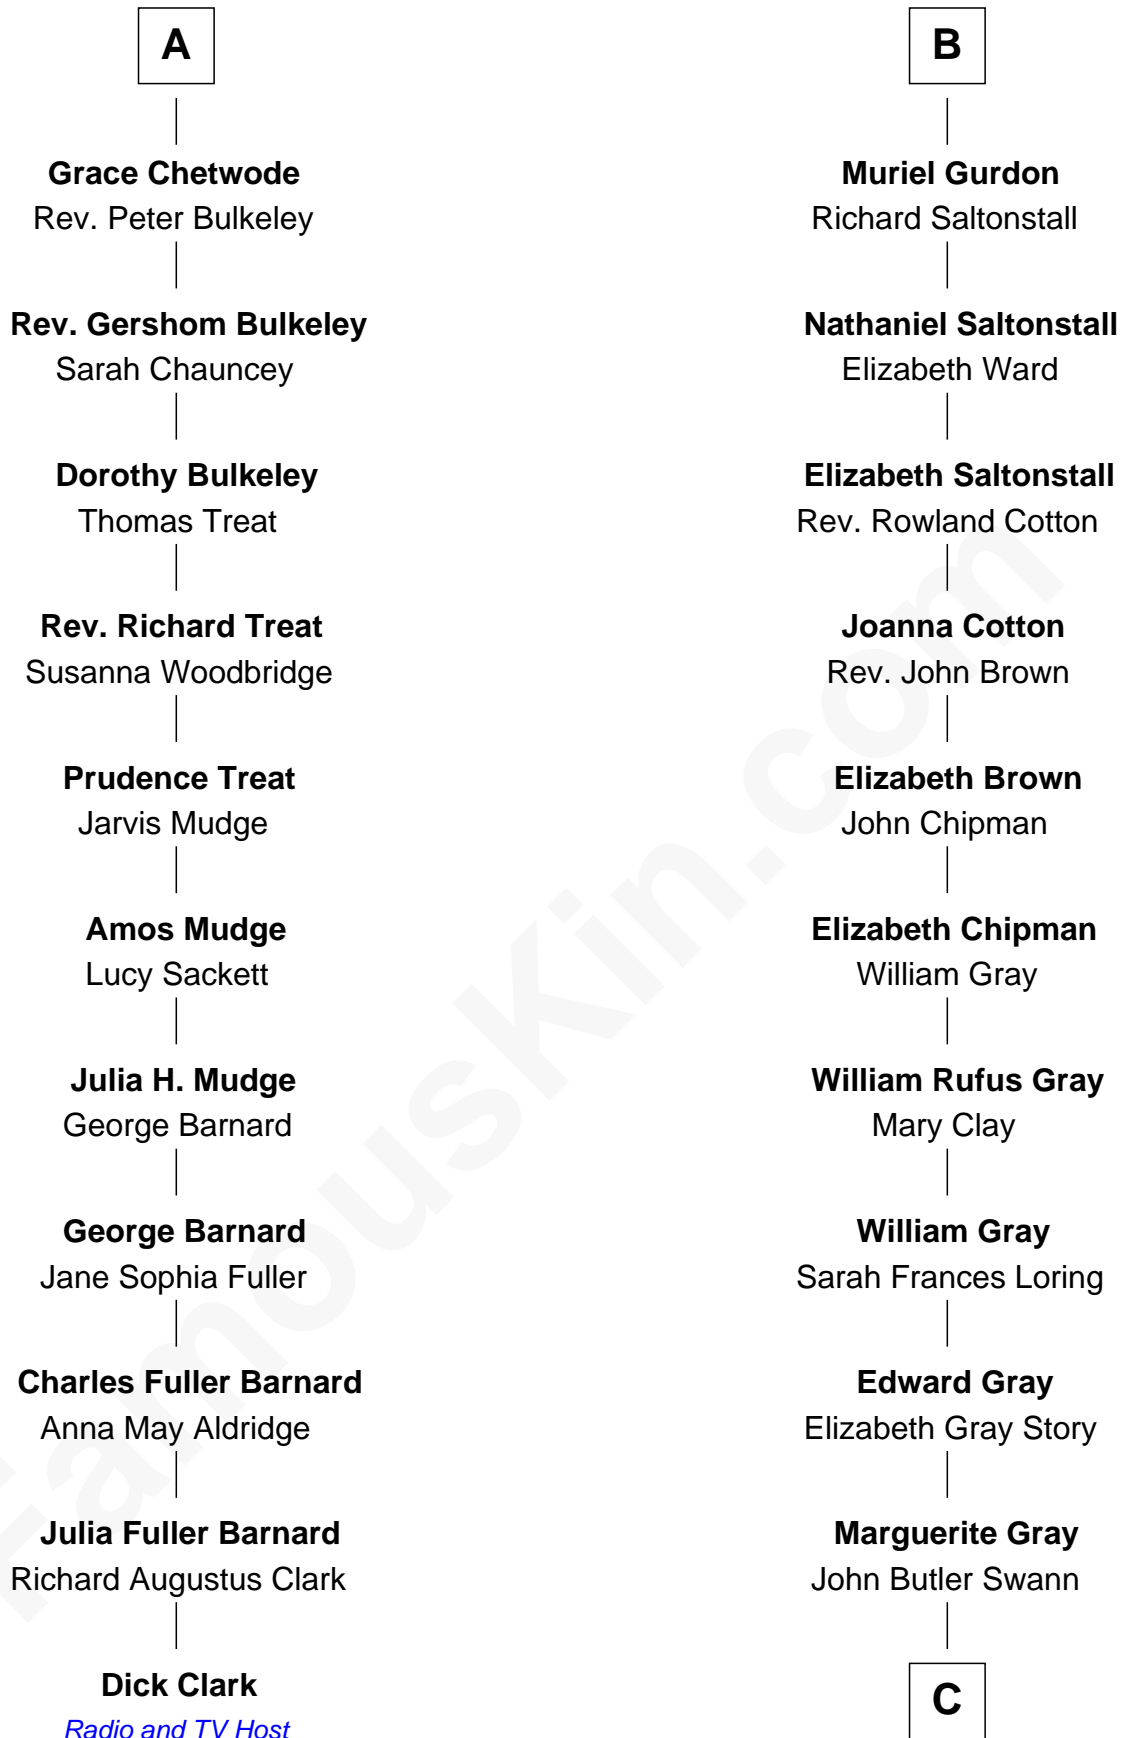 A
Grace Chetwode
Rev. Peter Bulkeley
Rev. Gershom Bulkeley
Sarah Chauncey
Dorothy Bulkeley
Thomas Treat
Rev. Richard Treat
Susanna Woodbridge
Prudence Treat
Jarvis Mudge
Amos Mudge
Lucy Sackett
Julia H. Mudge
George Barnard
George Barnard
Jane Sophia Fuller
Charles Fuller Barnard
Anna May Aldridge
Julia Fuller Barnard
Richard Augustus Clark
Dick Clark
Radio and TV Host
B
Muriel Gurdon
Richard Saltonstall
Nathaniel Saltonstall
Elizabeth Ward
Elizabeth Saltonstall
Rev. Rowland Cotton
Joanna Cotton
Rev. John Brown
Elizabeth Brown
John Chipman
Elizabeth Chipman
William Gray
William Rufus Gray
Mary Clay
William Gray
Sarah Frances Loring
Edward Gray
Elizabeth Gray Story
Marguerite Gray
John Butler Swann
C
FamousKin.com